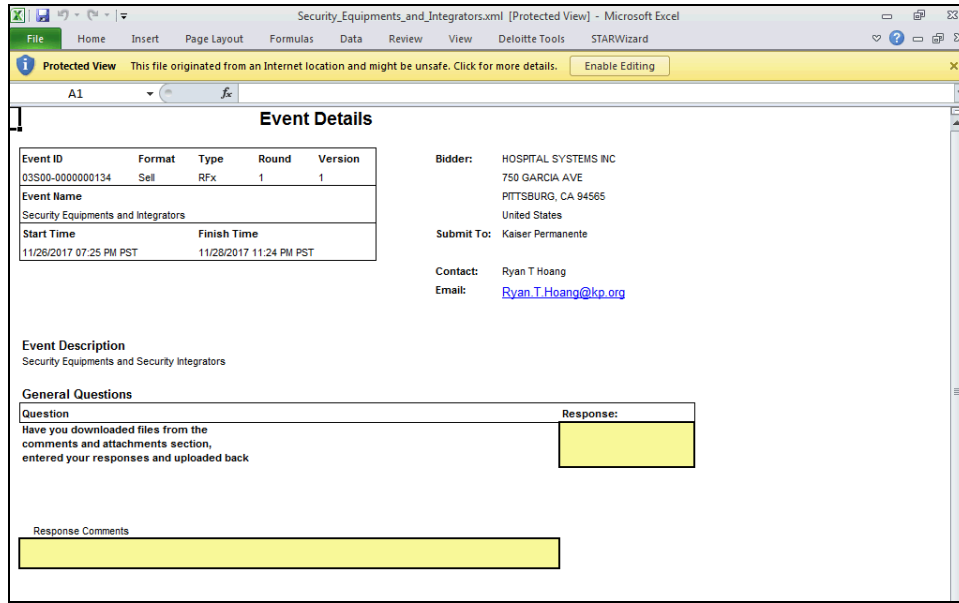 Security_Equipments_and_Integrators.xml [Protected View] - Microsoft Excel
File Home Insert Page Layout Formulas Data Review View Deloitte Tools STARWizard
Protected View This file originated from an Internet location and might be unsafe. Click for more details. Enable Editing
A1 fx
Event Details
Event ID Format Type Round Version Bidder: HOSPITAL SYSTEMS INC
03S00-0000000134 Sell RFx 1 1 750 GARCIA AVE
Event Name PITTSBURG, CA 94565
Security Equipments and Integrators United States
Start Time Finish Time Submit To: Kaiser Permanente
11/26/2017 07:25 PM PST 11/28/2017 11:24 PM PST
Contact: Ryan T Hoang
Email: Ryan.T.Hoang@kp.org
Event Description
Security Equipments and Security Integrators
General Questions
Question Response:
Have you downloaded files from the
comments and attachments section,
entered your responses and uploaded back
Response Comments